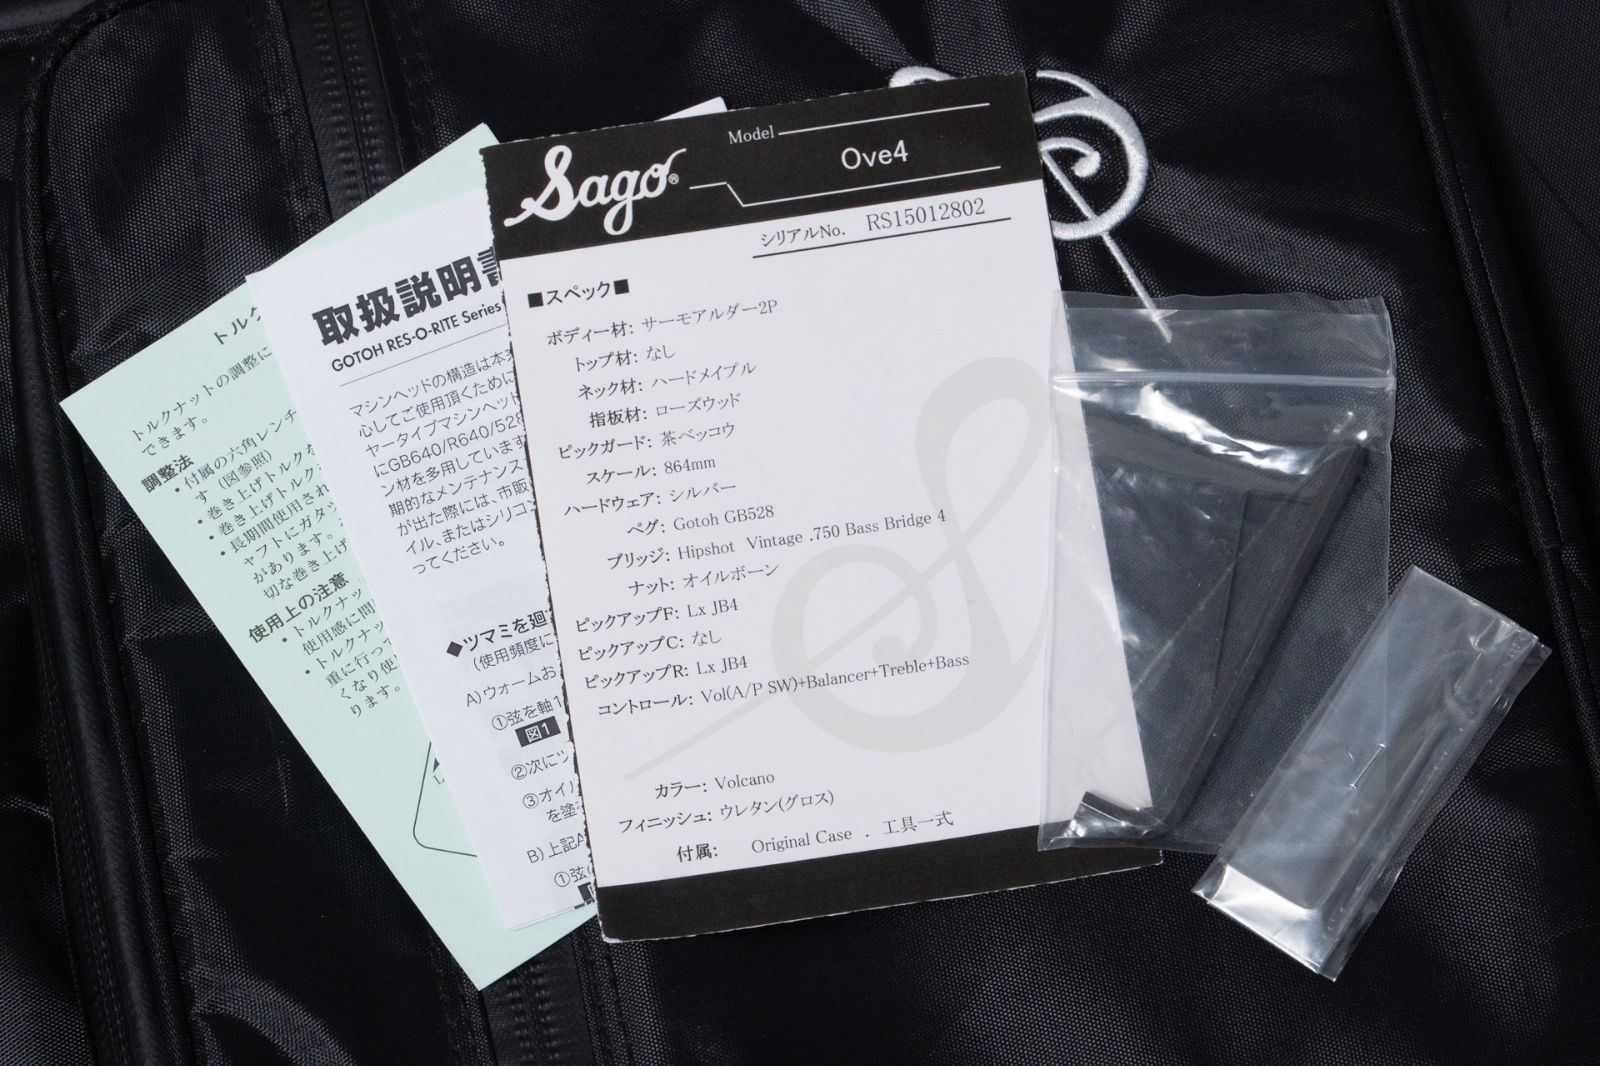 トルク
トルクナットの調整に
できます。
調整法
・付属の六角レンチ
す（図参照）
・巻き上げトルクを
・巻き上げトルク
・長期間使用され
ャフトにガタッ
があります。
切な巻き上げ
使用上の注意
・トルクナッ
使用感に問
・トルクナッ
重に行っ
くなり使
ります。
取扱説明書
GOTOH RES-O-RITE Series
マシンヘッドの構造は本来
心してご使用頂くために
ヤータイプマシンヘッド
にGB640/R640/528
ン材を多用しています
期的なメンテナンス
が出た際には、市販
イル、またはシリコン
ってください。
◆ツマミを廻
（使用頻度に
A)ウォームお
①弦を軸1
図1
②次にツ
③オイル
を塗
B)上記A
①弦
Sago®
Model
Ove4
シリアルNo. RS15012802
■スペック■
ボディー材: サーモアルダー2P
トップ材: なし
ネック材: ハードメイプル
指板材: ローズウッド
ピックガード: 茶ベッコウ
スケール: 864mm
ハードウェア: シルバー
ペグ: Gotoh GB528
ブリッジ: Hipshot Vintage .750 Bass Bridge 4
ナット: オイルボーン
ピックアップF: Lx JB4
ピックアップC: なし
ピックアップR: Lx JB4
コントロール: Vol(A/P SW)+Balancer+Treble+Bass
カラー: Volcano
フィニッシュ: ウレタン(グロス)
付属: Original Case . 工具一式